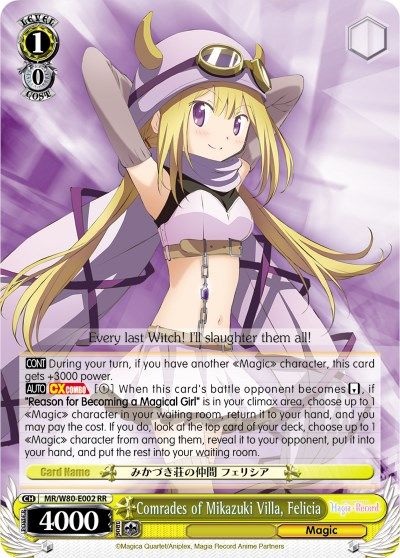 LEVEL
1
0
COST
Every last Witch! I'll slaughter them all!
CONT During your turn, if you have another «Magic» character, this card
gets +3000 power.
AUTO CX COMBO [①] When this card's battle opponent becomes, if
"Reason for Becoming a Magical Girl" is in your climax area, choose up to 1
«Magic» character in your waiting room, return it to your hand, and you
may pay the cost. If you do, look at the top card of your deck, choose up to 1
«Magic» character from among them, reveal it to your opponent, put it into
your hand, and put the rest into your waiting room.
Card Name みかづき荘の仲間 フェリシア
CH MR/W80-E002 RR
POWER 4000 SOUL Comrades of Mikazuki Villa, Felicia Magia Record
Magic
©Magica Quartet/Aniplex, Magia Record Anime Partners